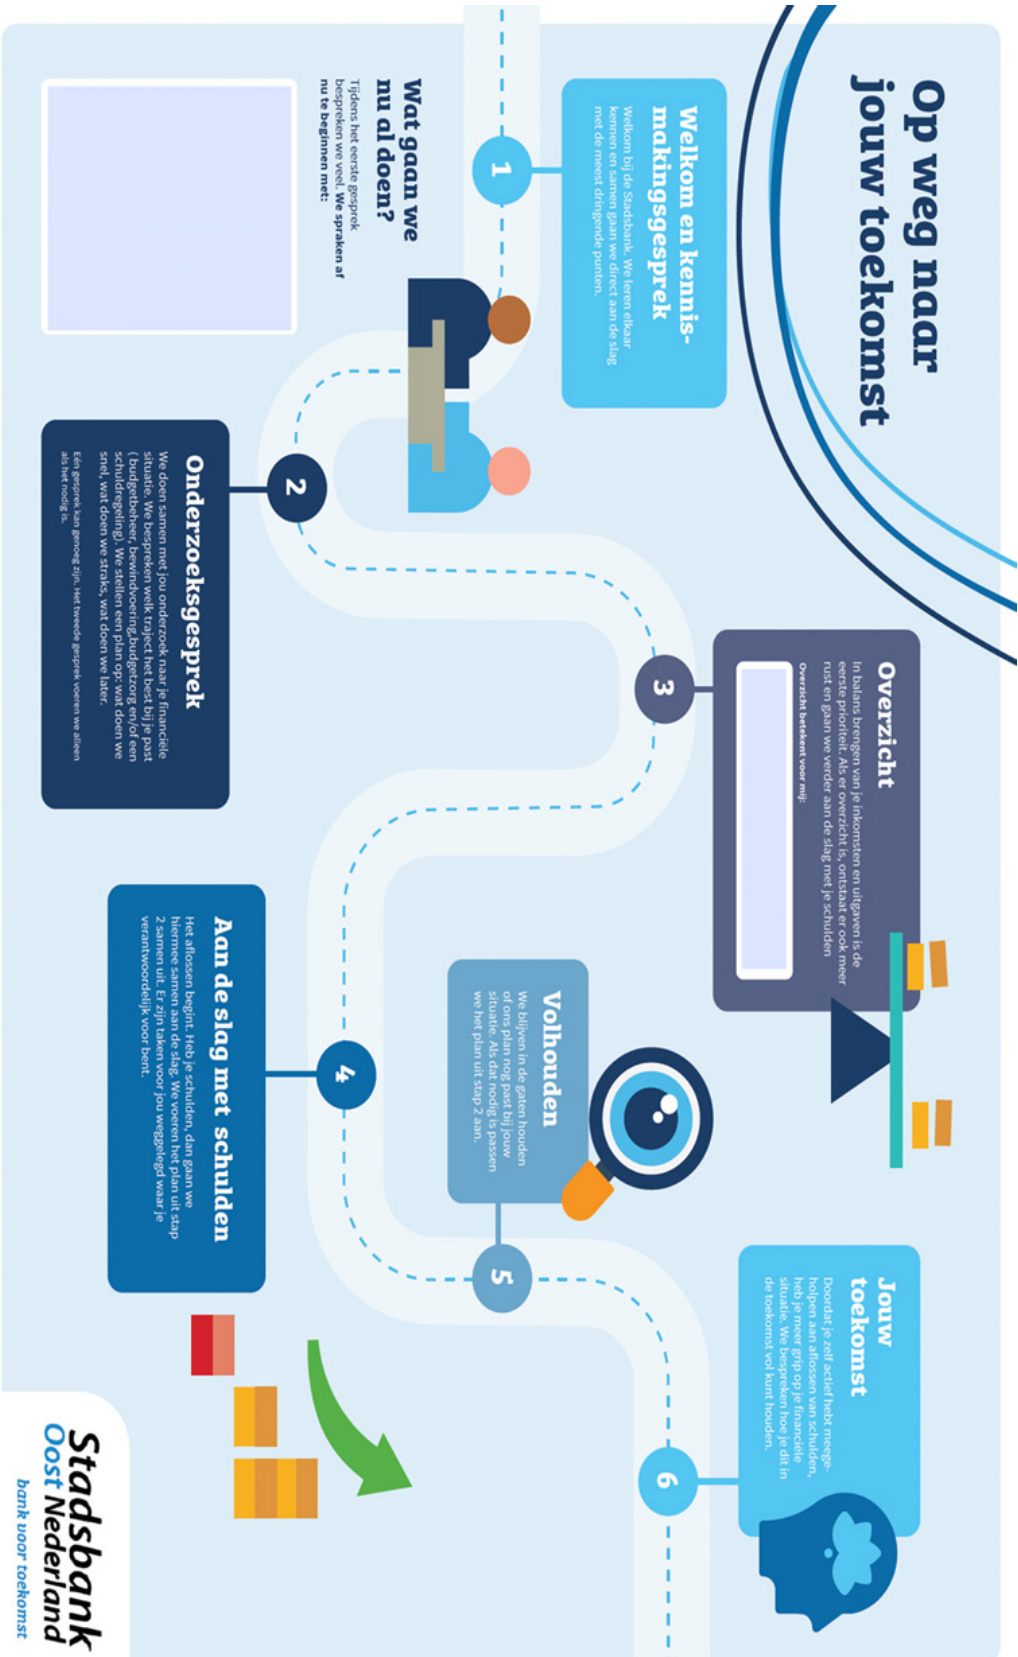 Op weg naar
jouw toekomst
1
Welkom en kennis-
makingsgesprek
Welkom bij de Stadsbank. We leren elkaar
kennen en samen gaan we direct aan de slag
met de meest dringende punten.
Wat gaan we
nu al doen?
Tijdens het eerste gesprek
bespreken we veel. We spraken af
nu te beginnen met:
2
Onderzoeksgesprek
We doen samen met jou onderzoek naar je financiële
situatie. We bespreken welk traject het best bij je past
( budgetbeheer, bewindvoering,budgetzorg en/of een
schuldregeling). We stellen een plan op: wat doen we
snel, wat doen we straks, wat doen we later.
Eén gesprek kan genoeg zijn. Het tweede gesprek voeren we alleen
als het nodig is.
3
Overzicht
In balans brengen van je inkomsten en uitgaven is de
eerste prioriteit. Als er overzicht is, ontstaat er ook meer
rust en gaan we verder aan de slag met je schulden
Overzicht betekent voor mij:
4
Aan de slag met schulden
Het aflossen begint. Heb je schulden, dan gaan we
hiermee samen aan de slag. We voeren het plan uit stap
2 samen uit. Er zijn taken voor jou weggelegd waar je
verantwoordelijk voor bent.
5
Volhouden
We blijven in de gaten houden
of ons plan nog past bij jouw
situatie. Als dat nodig is passen
we het plan uit stap 2 aan.
6
Jouw
toekomst
Doordat je zelf actief hebt meege-
holpen aan aflossen van schulden,
heb je meer grip op je financiële
situatie. We bespreken hoe je dit in
de toekomst vol kunt houden.
Stadsbank
Oost Nederland
bank voor toekomst